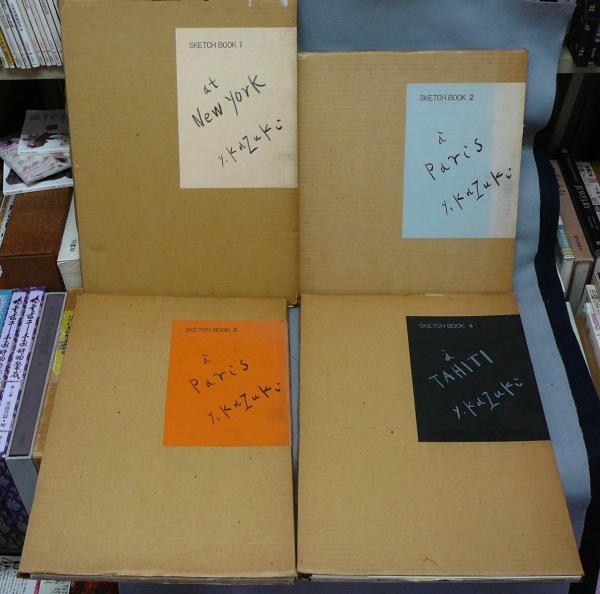 SKETCH BOOK 1
at
New York
Y. KAZUKi
SKETCH BOOK 2
à
Paris
Y. KAZUKi
SKETCH BOOK 3
à
Paris
Y. KAZUKi
SKETCH BOOK 4
à
TAHITI
Y. KAZUKi
JEWELRY